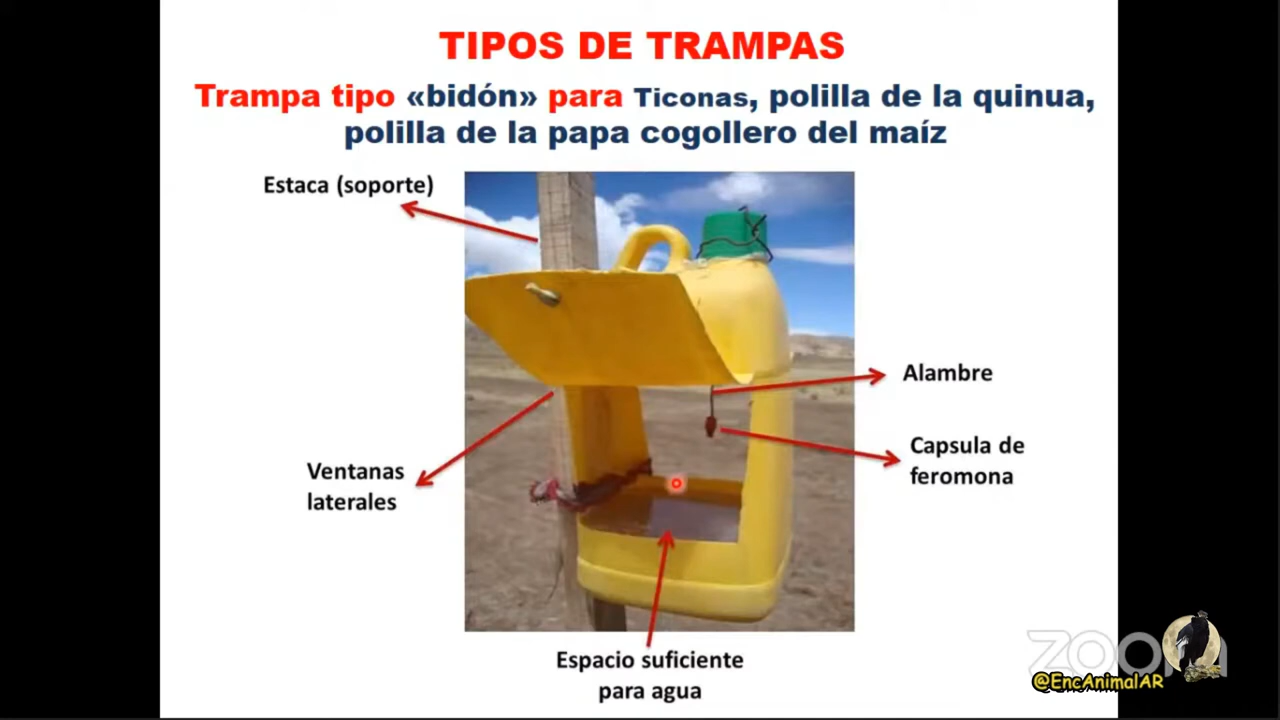 TIPOS DE TRAMPAS
Trampa tipo «bidón» para Ticonas, polilla de la quinua,
polilla de la papa cogollero del maíz
Estaca (soporte)
Alambre
Capsula de
feromona
Ventanas
laterales
Espacio suficiente
para agua
zoom
@EncAnimalAR